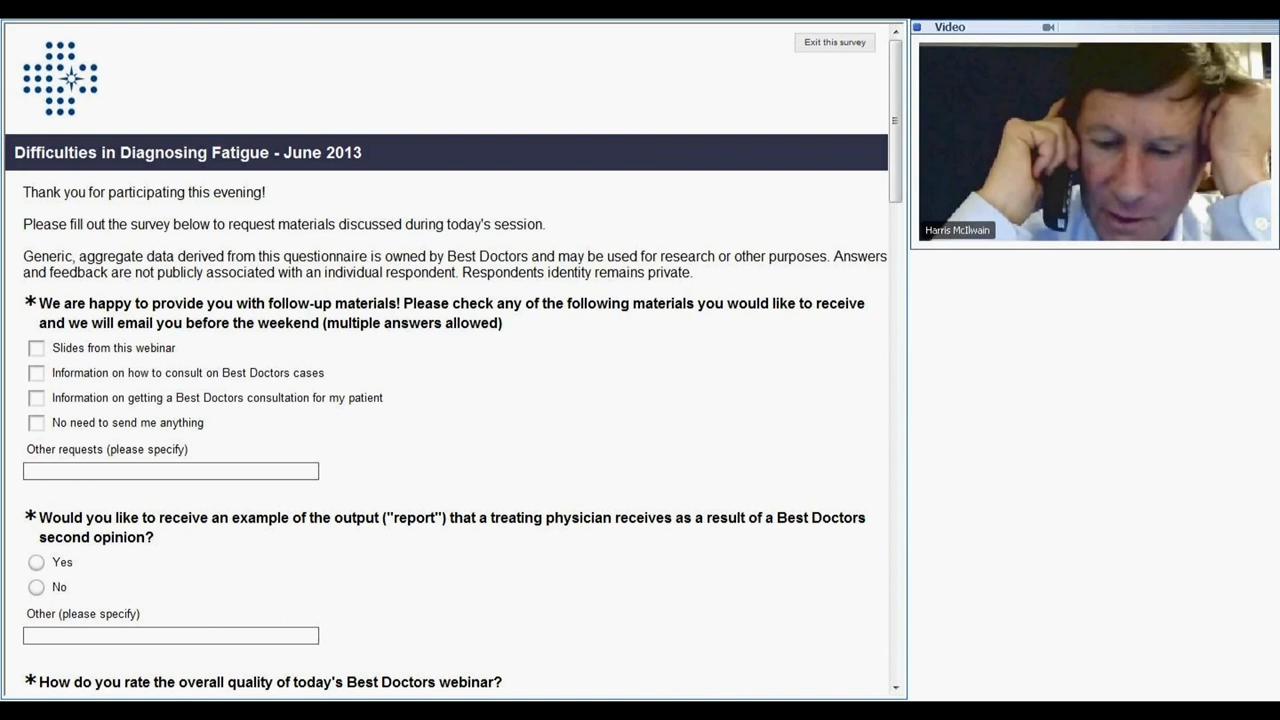 Exit this survey
Difficulties in Diagnosing Fatigue - June 2013
Thank you for participating this evening!
Please fill out the survey below to request materials discussed during today's session.
Generic, aggregate data derived from this questionnaire is owned by Best Doctors and may be used for research or other purposes. Answers
and feedback are not publicly associated with an individual respondent. Respondents identity remains private.
* We are happy to provide you with follow-up materials! Please check any of the following materials you would like to receive
and we will email you before the weekend (multiple answers allowed)
Slides from this webinar
Information on how to consult on Best Doctors cases
Information on getting a Best Doctors consultation for my patient
No need to send me anything
Other requests (please specify)
* Would you like to receive an example of the output ("report") that a treating physician receives as a result of a Best Doctors
second opinion?
Yes
No
Other (please specify)
* How do you rate the overall quality of today's Best Doctors webinar?
Video
Harris McIlwain